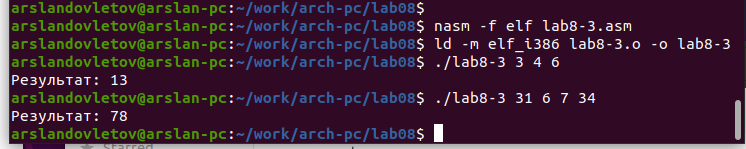 arslandovletov@arslan-pc:~/work/arch-pc/lab08$
arslandovletov@arslan-pc:~/work/arch-pc/lab08$ nasm -f elf lab8-3.asm
arslandovletov@arslan-pc:~/work/arch-pc/lab08$ ld -m elf_i386 lab8-3.o -o lab8-3
arslandovletov@arslan-pc:~/work/arch-pc/lab08$ ./lab8-3 3 4 6
Результат: 13
arslandovletov@arslan-pc:~/work/arch-pc/lab08$ ./lab8-3 31 6 7 34
Результат: 78
arslandovletov@arslan-pc:~/work/arch-pc/lab08$
Starred